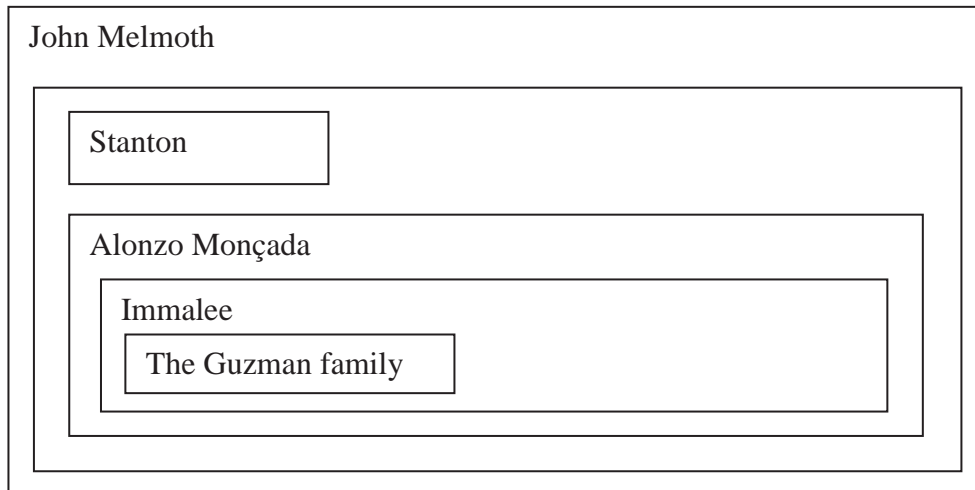 John Melmoth
Stanton
Alonzo Monçada
Immalee
The Guzman family